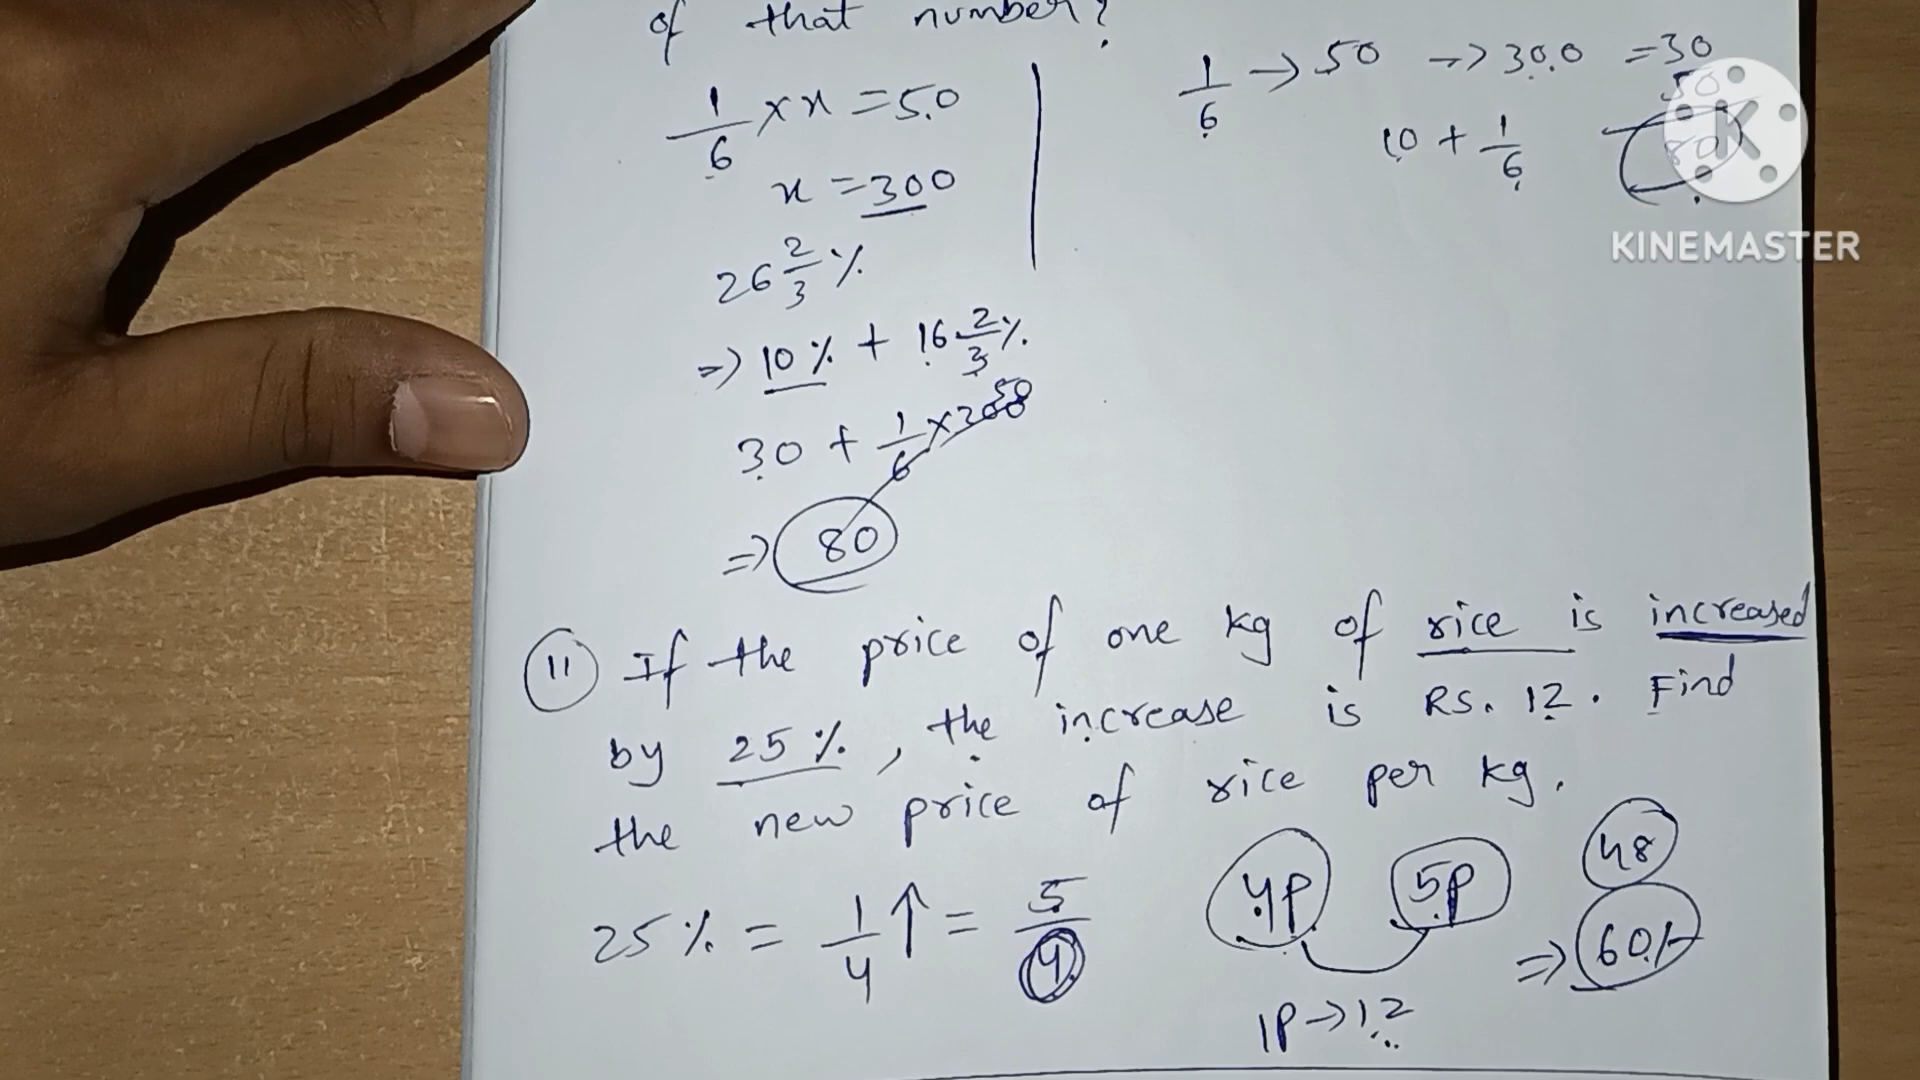 of that number?
1/6 × x = 50
x = 300
26 2/3 %
=> 10% + 16 2/3 %
30 + 1/6 × 300 50
=> 80
1/6 → 50 → 300 = 30
50
10 + 1/6
80
KINEMASTER
11 If the price of one kg of rice is increased
by 25%, the increase is RS. 12. Find
the new price of rice per kg.
25% = 1/4 ↑ = 5/4
4P 5P
1P → 12
48
=> 60/-